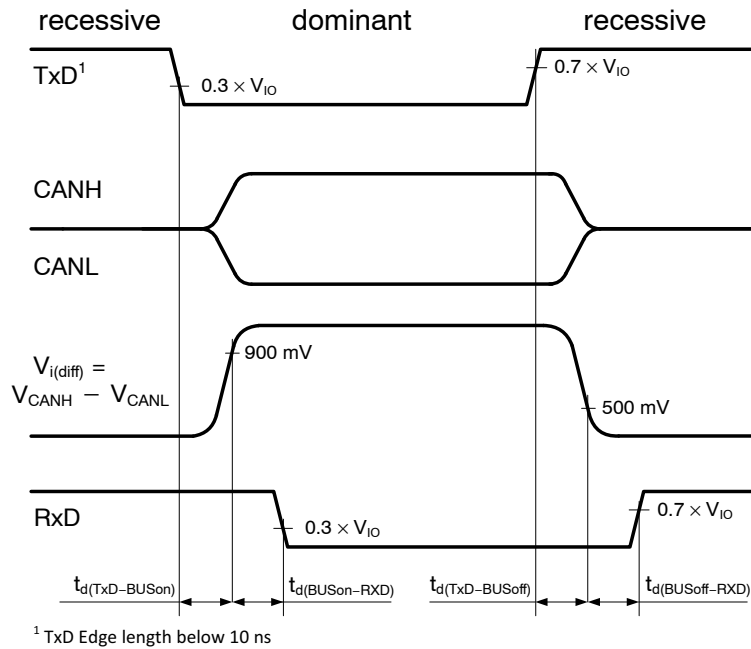 recessive dominant recessive
TxD¹
0.3 × V_IO
0.7 × V_IO
CANH
CANL
V_i(diff) =
V_CANH − V_CANL
900 mV
500 mV
RxD
0.3 × V_IO
0.7 × V_IO
t_d(TxD−BUSon) t_d(BUSon−RXD) t_d(TxD−BUSoff) t_d(BUSoff−RXD)
¹ TxD Edge length below 10 ns